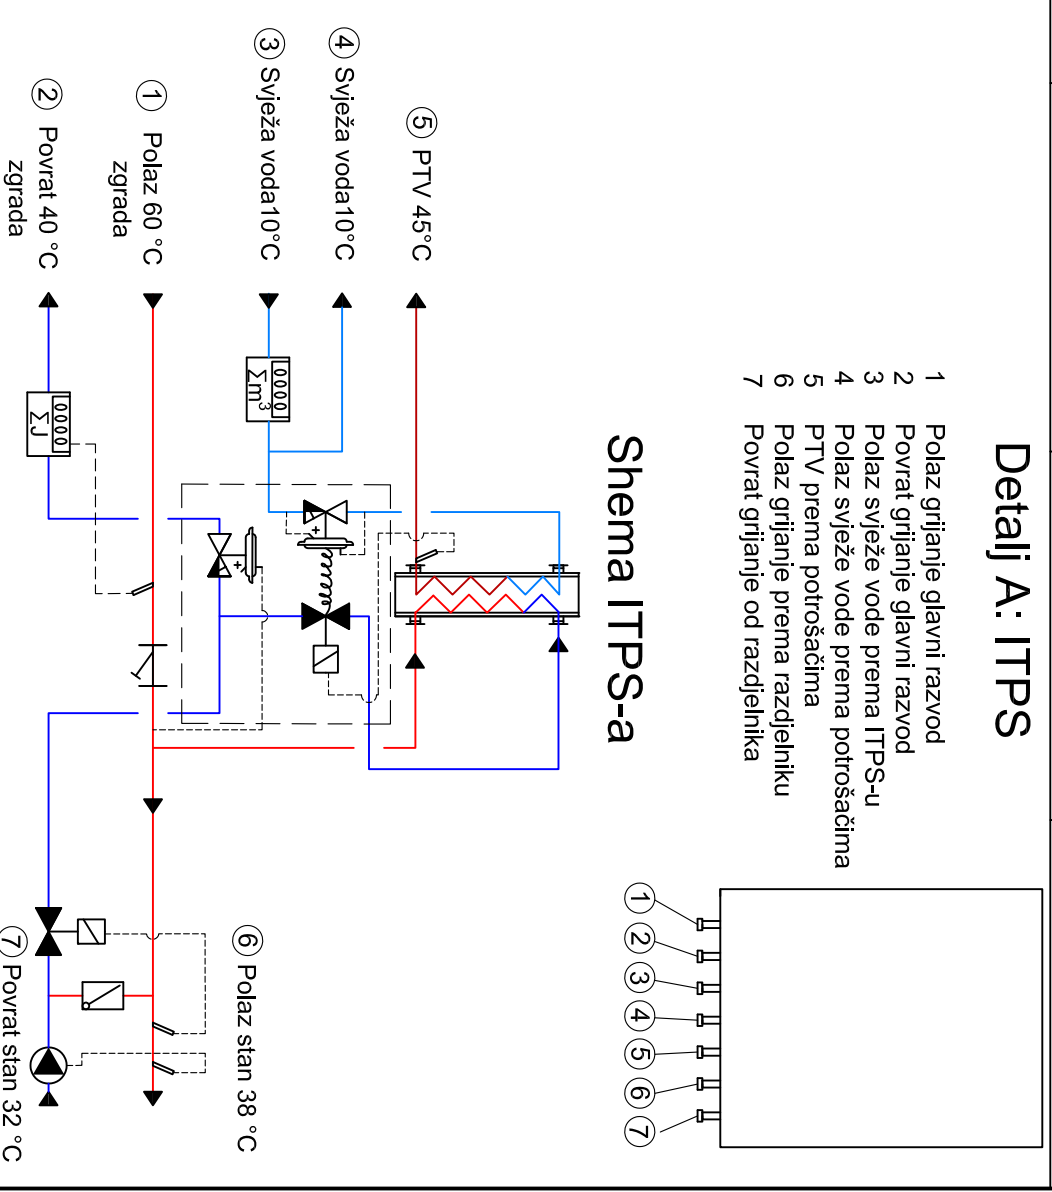 Detalj A: ITPS
1 Polaz grijanje glavni razvod
2 Povrat grijanje glavni razvod
3 Polaz svježe vode prema ITPS-u
4 Polaz svježe vode prema potrošačima
5 PTV prema potrošačima
6 Polaz grijanje prema razdjelniku
7 Povrat grijanje od razdjelnika
1
2
3
4
5
6
7
Shema ITPS-a
5 PTV 45°C
4 Svježa voda10°C
3 Svježa voda10°C
0000
Σm³
1 Polaz 60 °C
zgrada
2 Povrat 40 °C
zgrada
0000
ΣJ
+
+
6 Polaz stan 38 °C
7 Povrat stan 32 °C